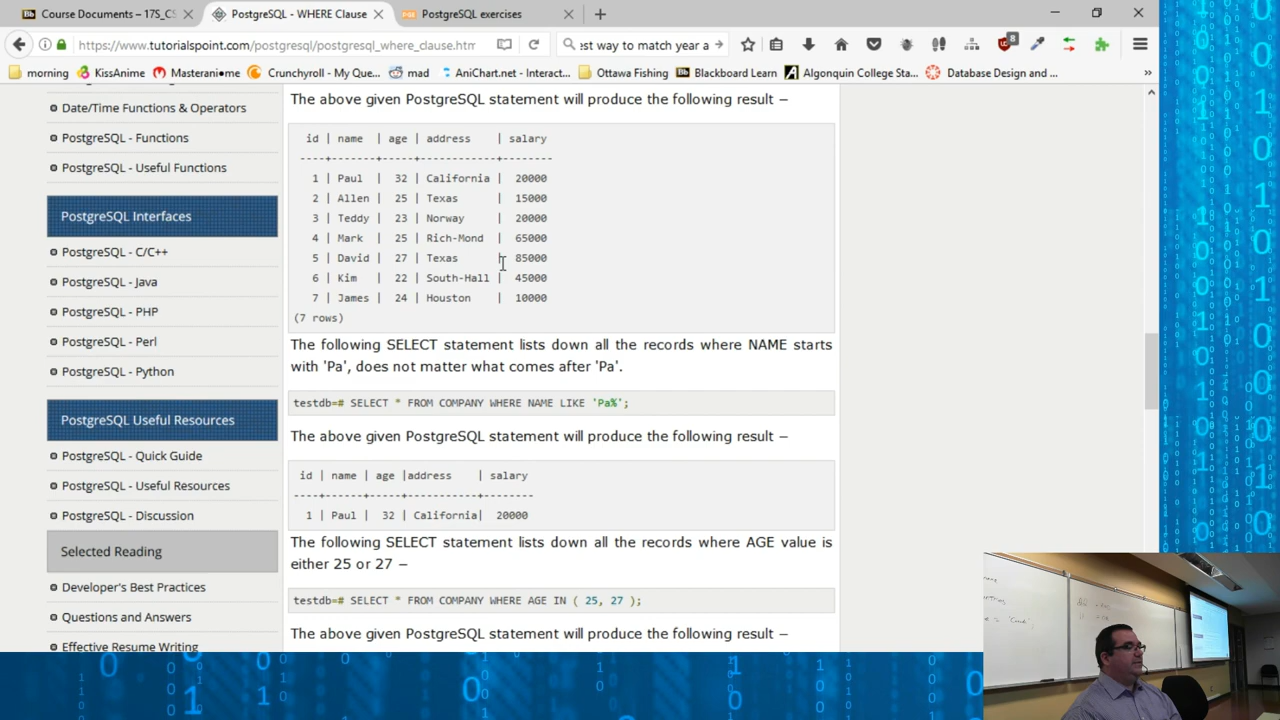 Course Documents – 17S_CS
PostgreSQL - WHERE Clause
PostgreSQL exercises
https://www.tutorialspoint.com/postgresql/postgresql_where_clause.htm
est way to match year a
8
morning
KissAnime
Masterani●me
Crunchyroll - My Que...
mad
AniChart.net - Interact...
Ottawa Fishing
Blackboard Learn
Algonquin College Sta...
Database Design and ...
Date/Time Functions & Operators
PostgreSQL - Functions
PostgreSQL - Useful Functions
PostgreSQL Interfaces
PostgreSQL - C/C++
PostgreSQL - Java
PostgreSQL - PHP
PostgreSQL - Perl
PostgreSQL - Python
PostgreSQL Useful Resources
PostgreSQL - Quick Guide
PostgreSQL - Useful Resources
PostgreSQL - Discussion
Selected Reading
Developer's Best Practices
Questions and Answers
Effective Resume Writing
The above given PostgreSQL statement will produce the following result −
id | name | age | address | salary
----+-------+-----+------------+--------
1 | Paul | 32 | California | 20000
2 | Allen | 25 | Texas | 15000
3 | Teddy | 23 | Norway | 20000
4 | Mark | 25 | Rich-Mond | 65000
5 | David | 27 | Texas | 85000
6 | Kim | 22 | South-Hall | 45000
7 | James | 24 | Houston | 10000
(7 rows)
The following SELECT statement lists down all the records where NAME starts
with 'Pa', does not matter what comes after 'Pa'.
testdb=# SELECT * FROM COMPANY WHERE NAME LIKE 'Pa%';
The above given PostgreSQL statement will produce the following result −
id | name | age |address | salary
----+------+-----+-----------+--------
1 | Paul | 32 | California| 20000
The following SELECT statement lists down all the records where AGE value is
either 25 or 27 −
testdb=# SELECT * FROM COMPANY WHERE AGE IN ( 25, 27 );
The above given PostgreSQL statement will produce the following result −